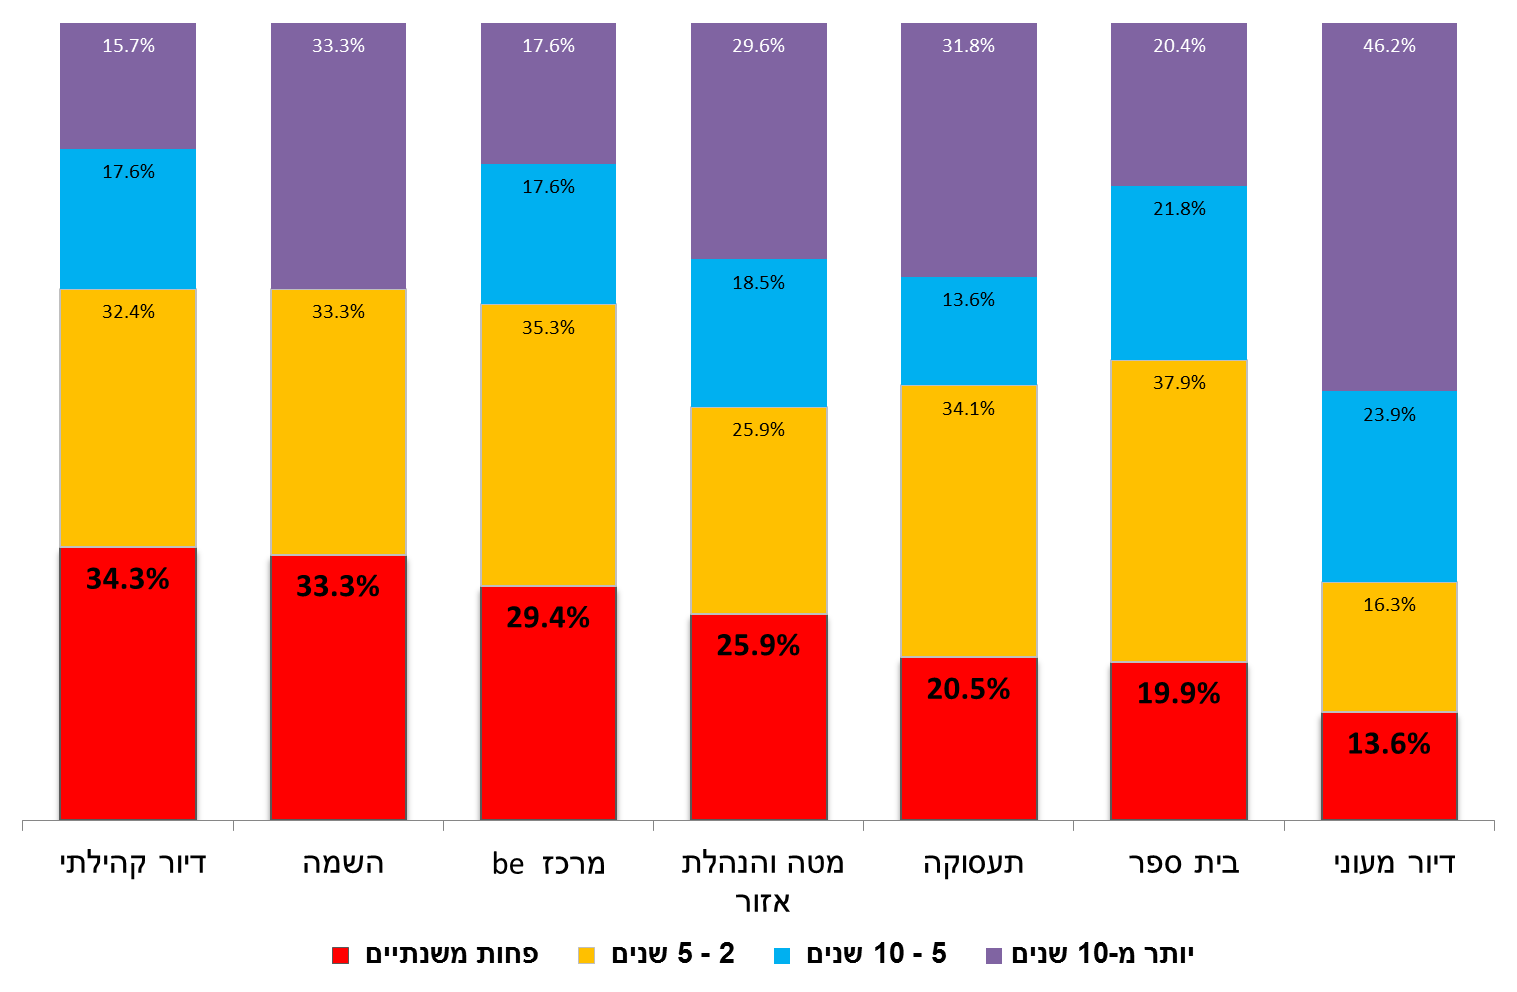 15.7% 33.3% 17.6% 29.6% 31.8% 20.4% 46.2%
17.6% 17.6% 18.5% 13.6% 21.8% 23.9%
32.4% 33.3% 35.3% 25.9% 34.1% 37.9% 16.3%
34.3% 33.3% 29.4% 25.9% 20.5% 19.9% 13.6%
דיור קהילתי
השמה
מרכז be
מטה והנהלת
אזור
תעסוקה
בית ספר
דיור מעוני
פחות משנתיים
2 - 5 שנים
5 - 10 שנים
יותר מ-10 שנים